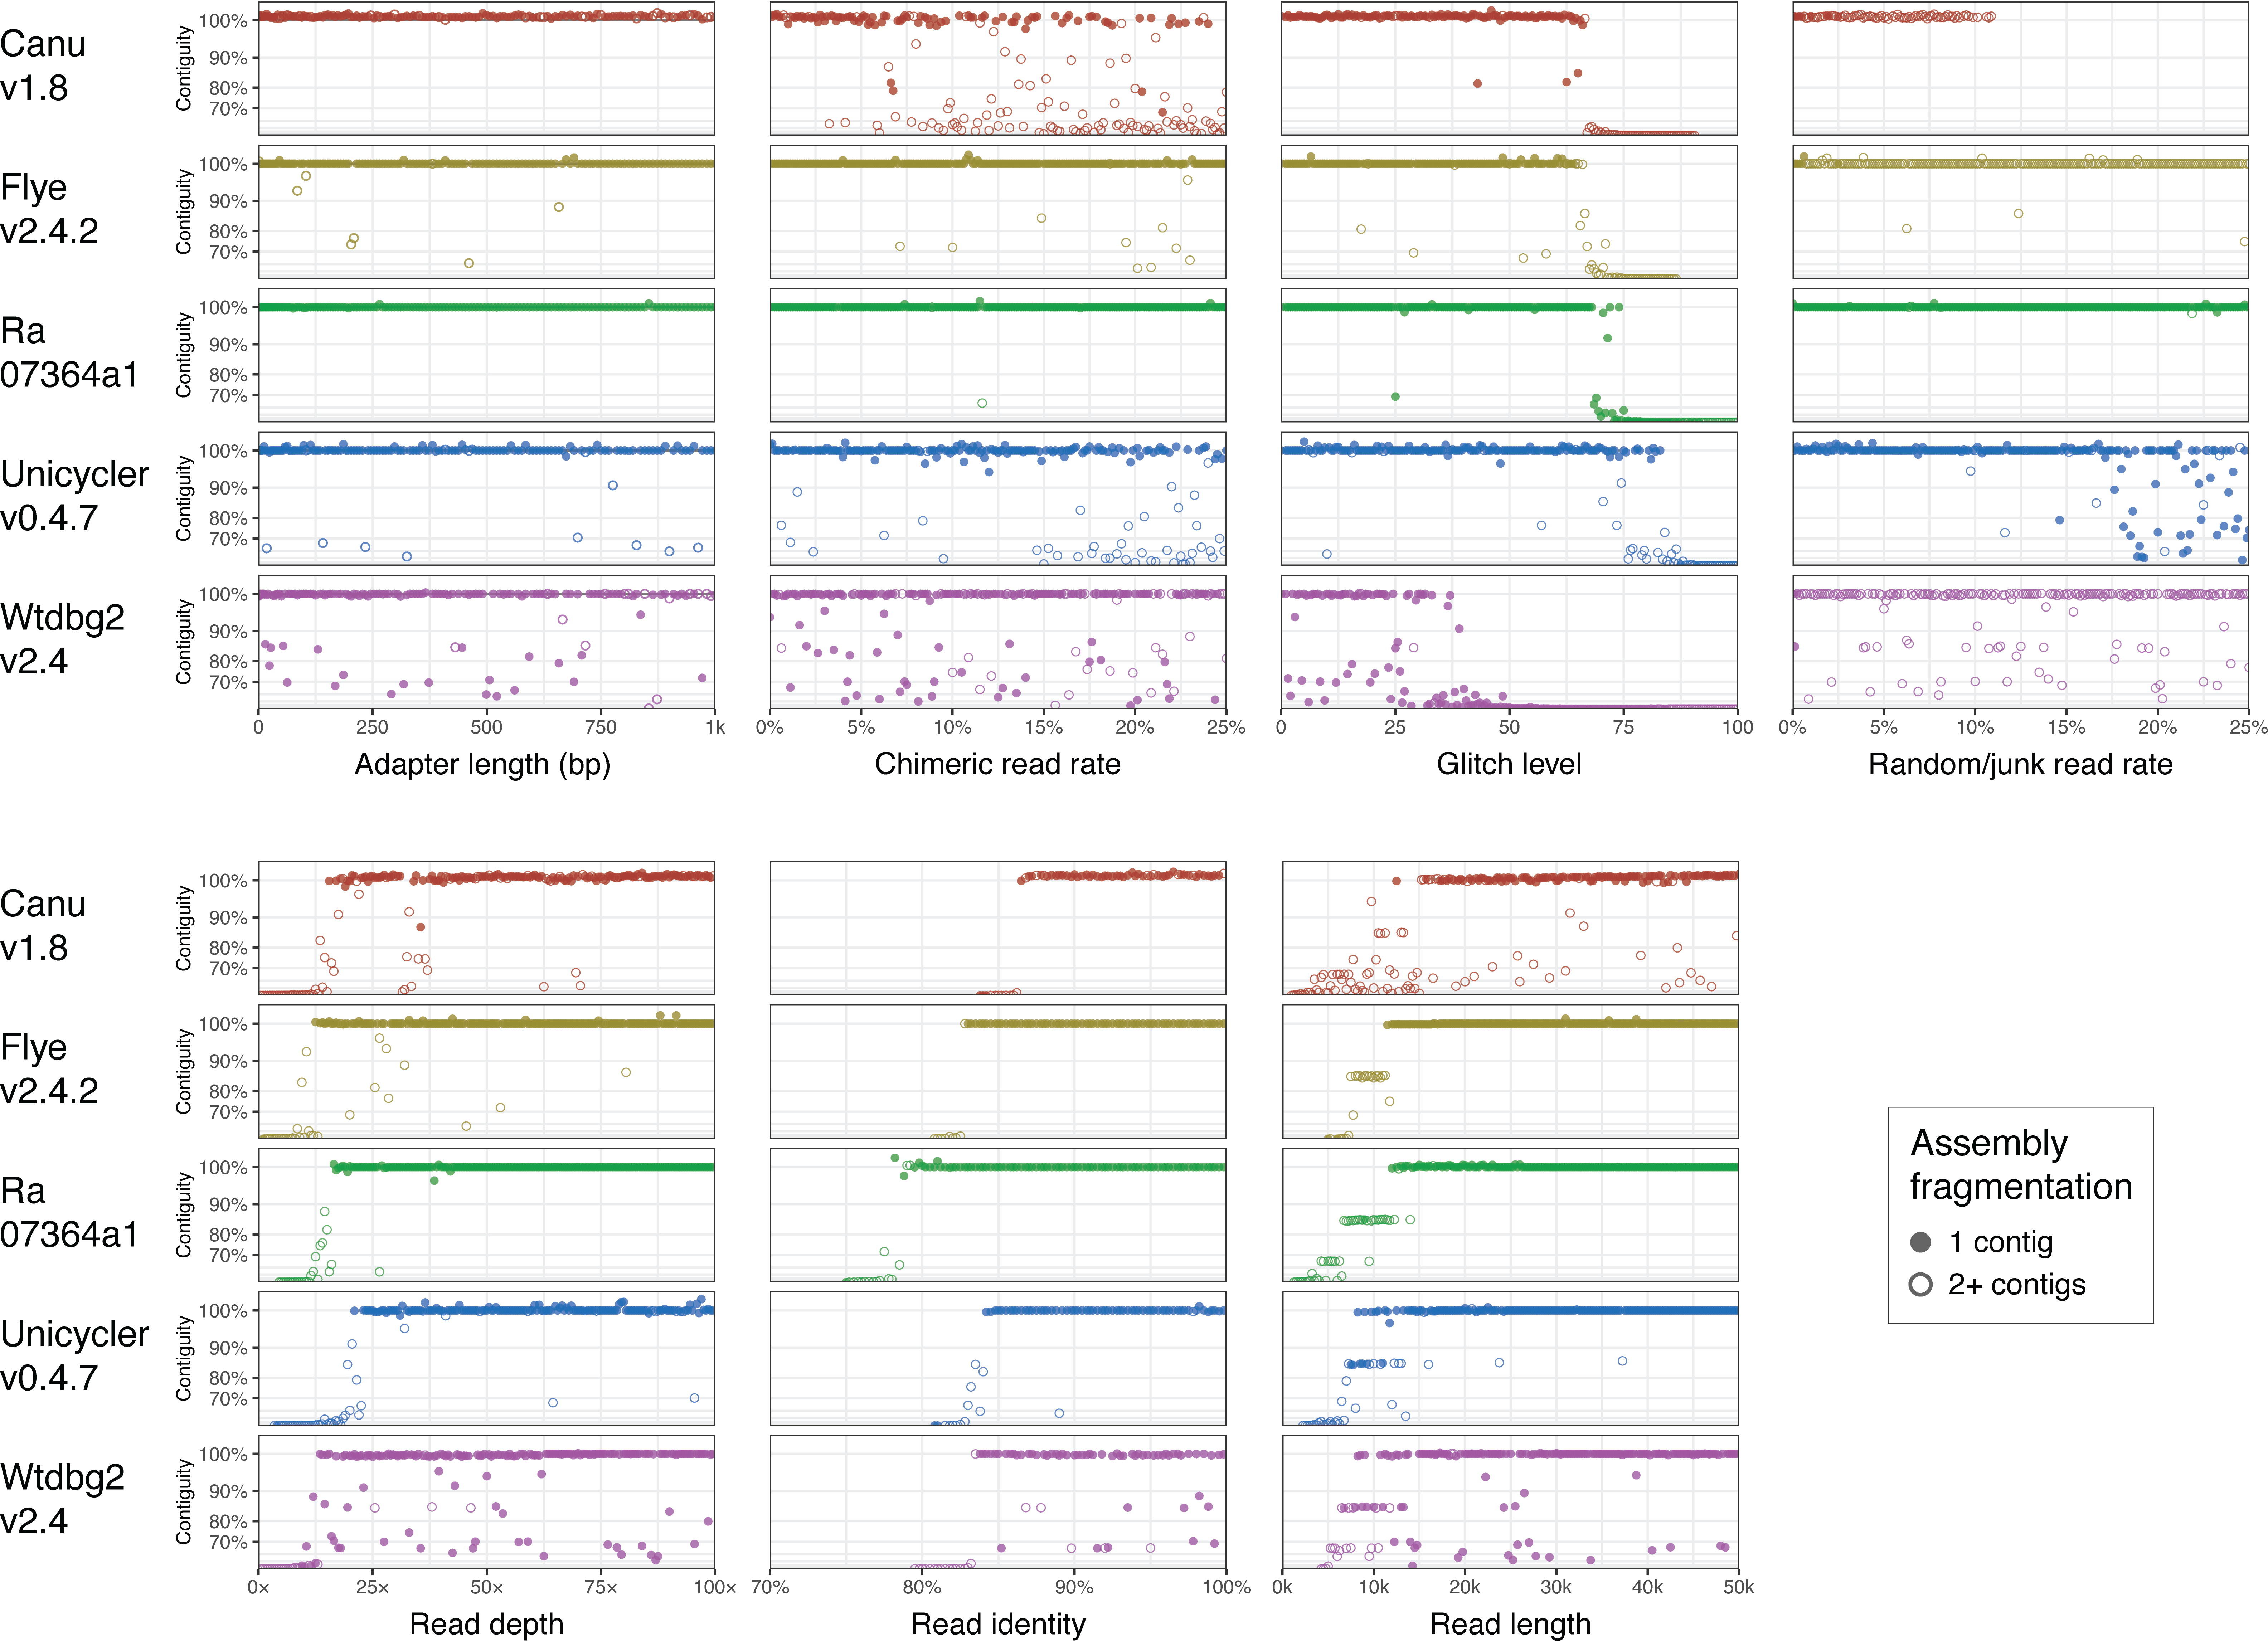 Canu
v1.8
Contiguity
100%
90%
80%
70%
Flye
v2.4.2
Contiguity
100%
90%
80%
70%
Ra
07364a1
Contiguity
100%
90%
80%
70%
Unicycler
v0.4.7
Contiguity
100%
90%
80%
70%
Wtdbg2
v2.4
Contiguity
100%
90%
80%
70%
0 250 500 750 1k
0% 5% 10% 15% 20% 25%
0 25 50 75 100
0% 5% 10% 15% 20% 25%
Adapter length (bp)
Chimeric read rate
Glitch level
Random/junk read rate
Canu
v1.8
Contiguity
100%
90%
80%
70%
Flye
v2.4.2
Contiguity
100%
90%
80%
70%
Ra
07364a1
Contiguity
100%
90%
80%
70%
Unicycler
v0.4.7
Contiguity
100%
90%
80%
70%
Wtdbg2
v2.4
Contiguity
100%
90%
80%
70%
0× 25× 50× 75× 100×
70% 80% 90% 100%
0k 10k 20k 30k 40k 50k
Read depth
Read identity
Read length
Assembly
fragmentation
1 contig
2+ contigs